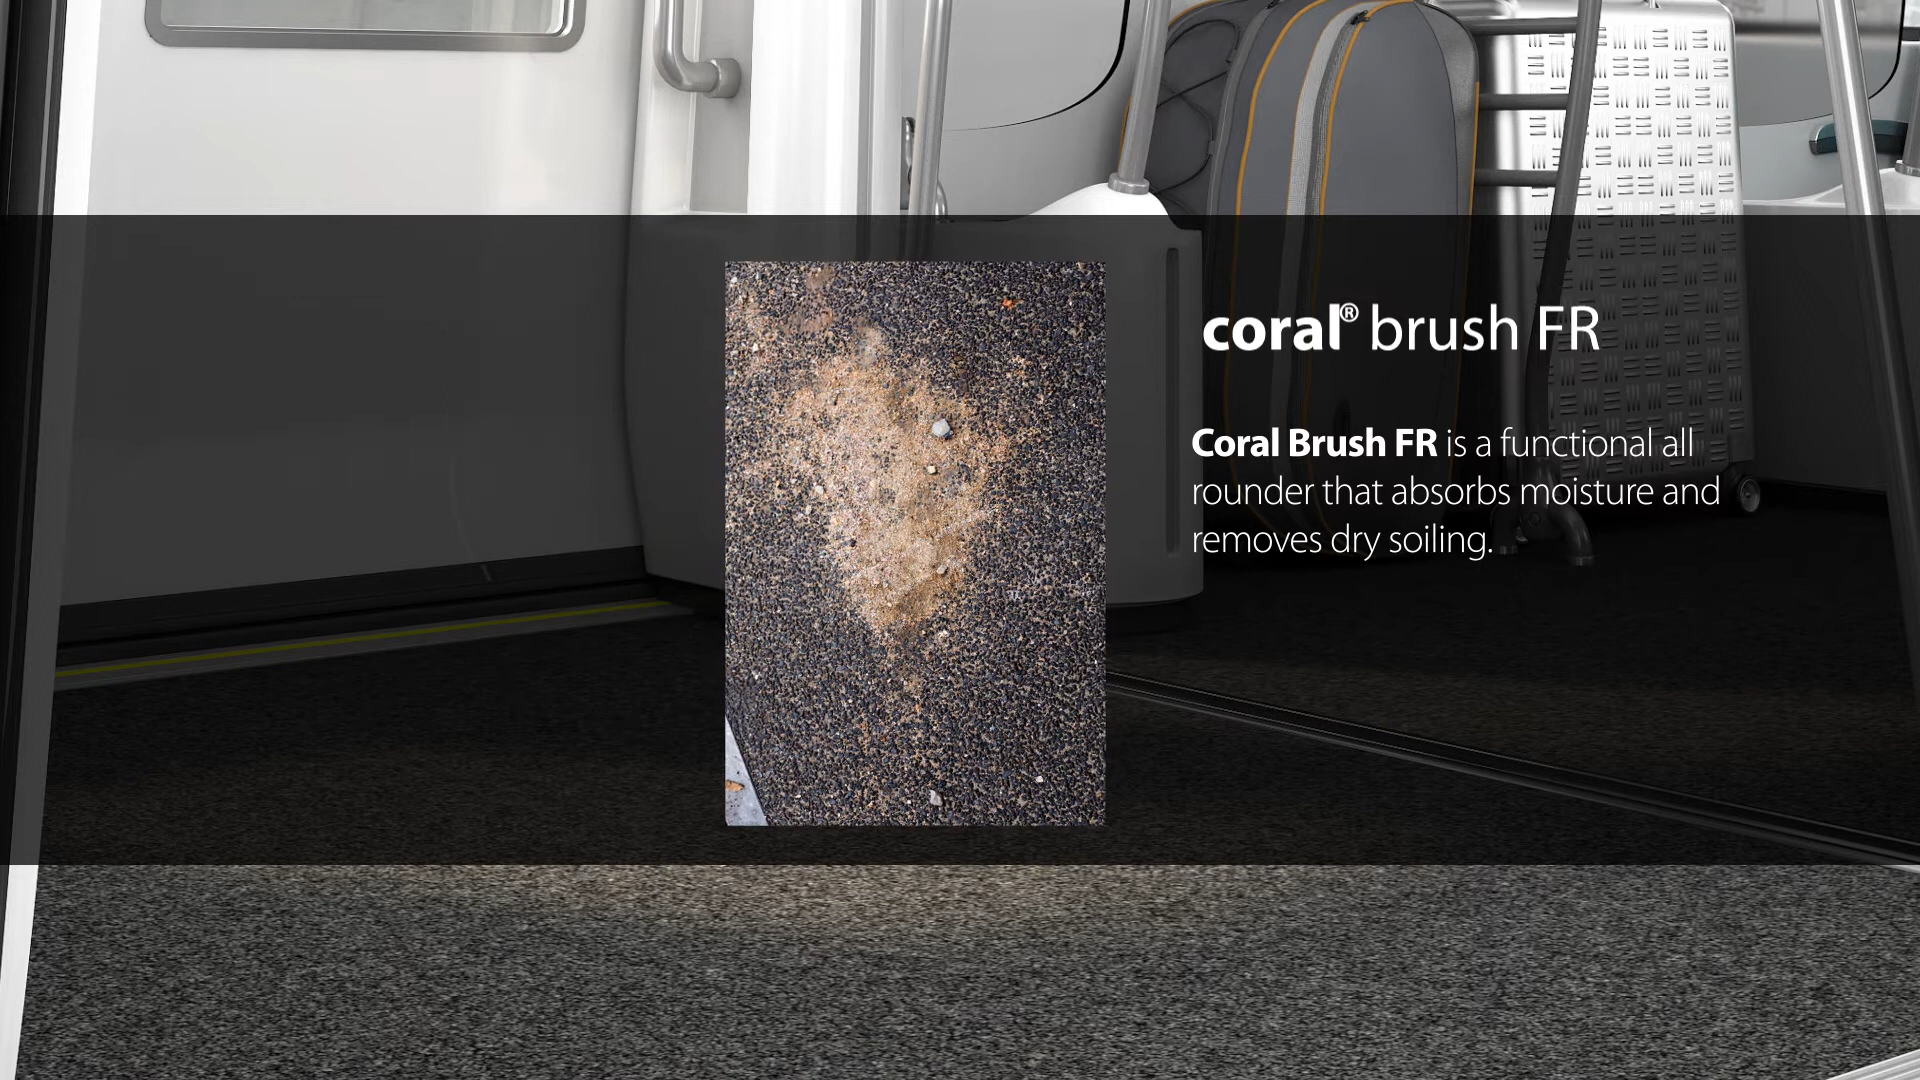 coral® brush FR
Coral Brush FR is a functional all
rounder that absorbs moisture and
removes dry soiling.